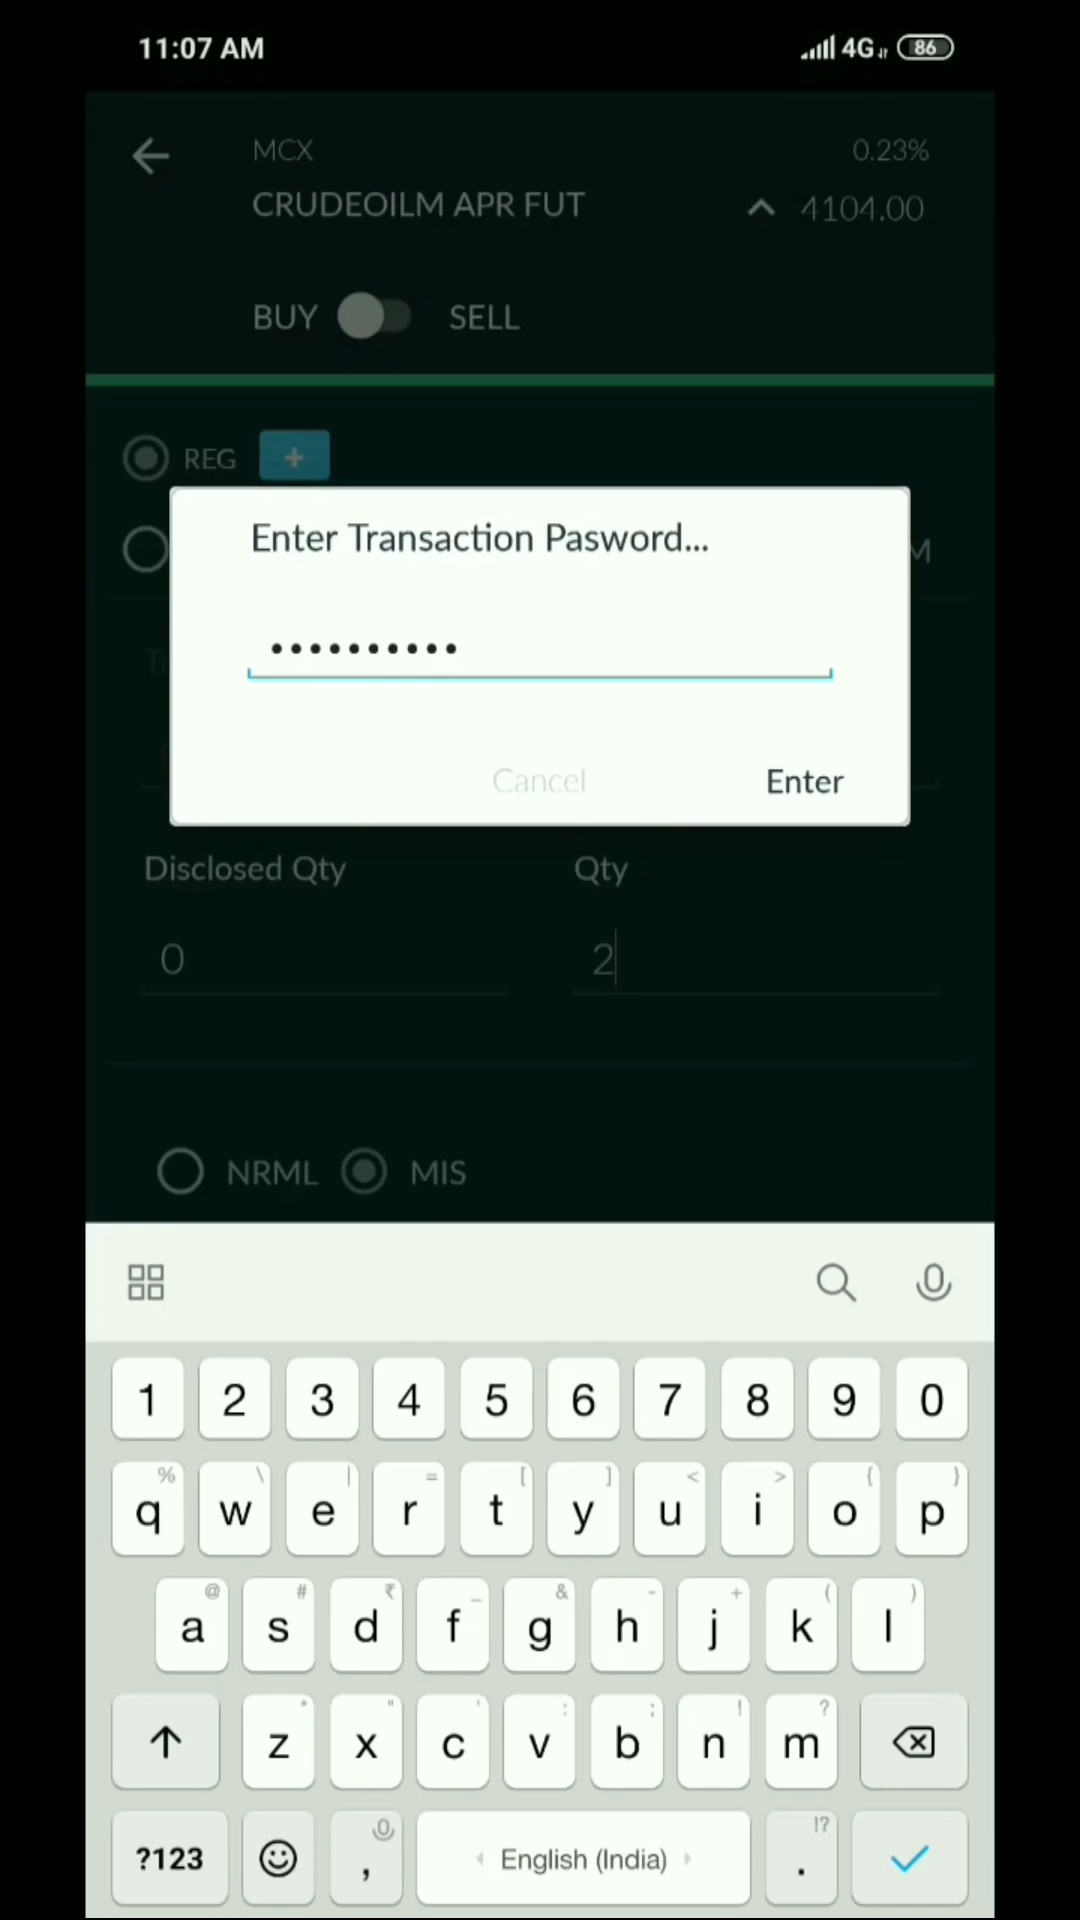 11:07 AM 4G 86
MCX 0.23%
CRUDEOILM APR FUT 4104.00
BUY SELL
REG +
M
Enter Transaction Pasword...
••••••••••
Cancel Enter
Disclosed Qty Qty
0 2
NRML MIS
1 2 3 4 5 6 7 8 9 0
% \ | = [ ] < > { }
q w e r t y u i o p
@ # ₹ _ & - + ( )
a s d f g h j k l
* " ' : ; ! ?
z x c v b n m
!?
?123 , English (India) .